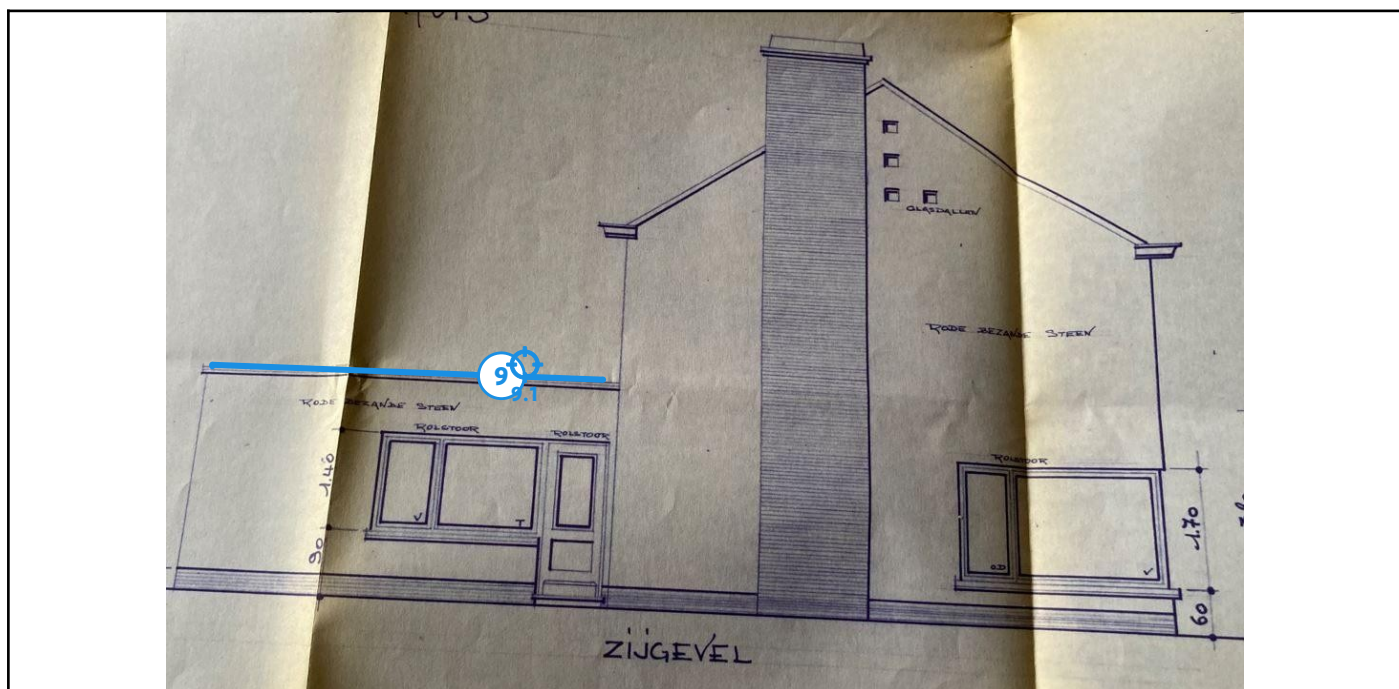 GLASDALLEN
RODE BEZANDE STEEN
9
9.1
RODE BEZANDE STEEN
ROLSTOOR
ROLSTOOR
ROLSTOOR
1.40
V
T
90
1.70
OD
V
60
ZIJGEVEL